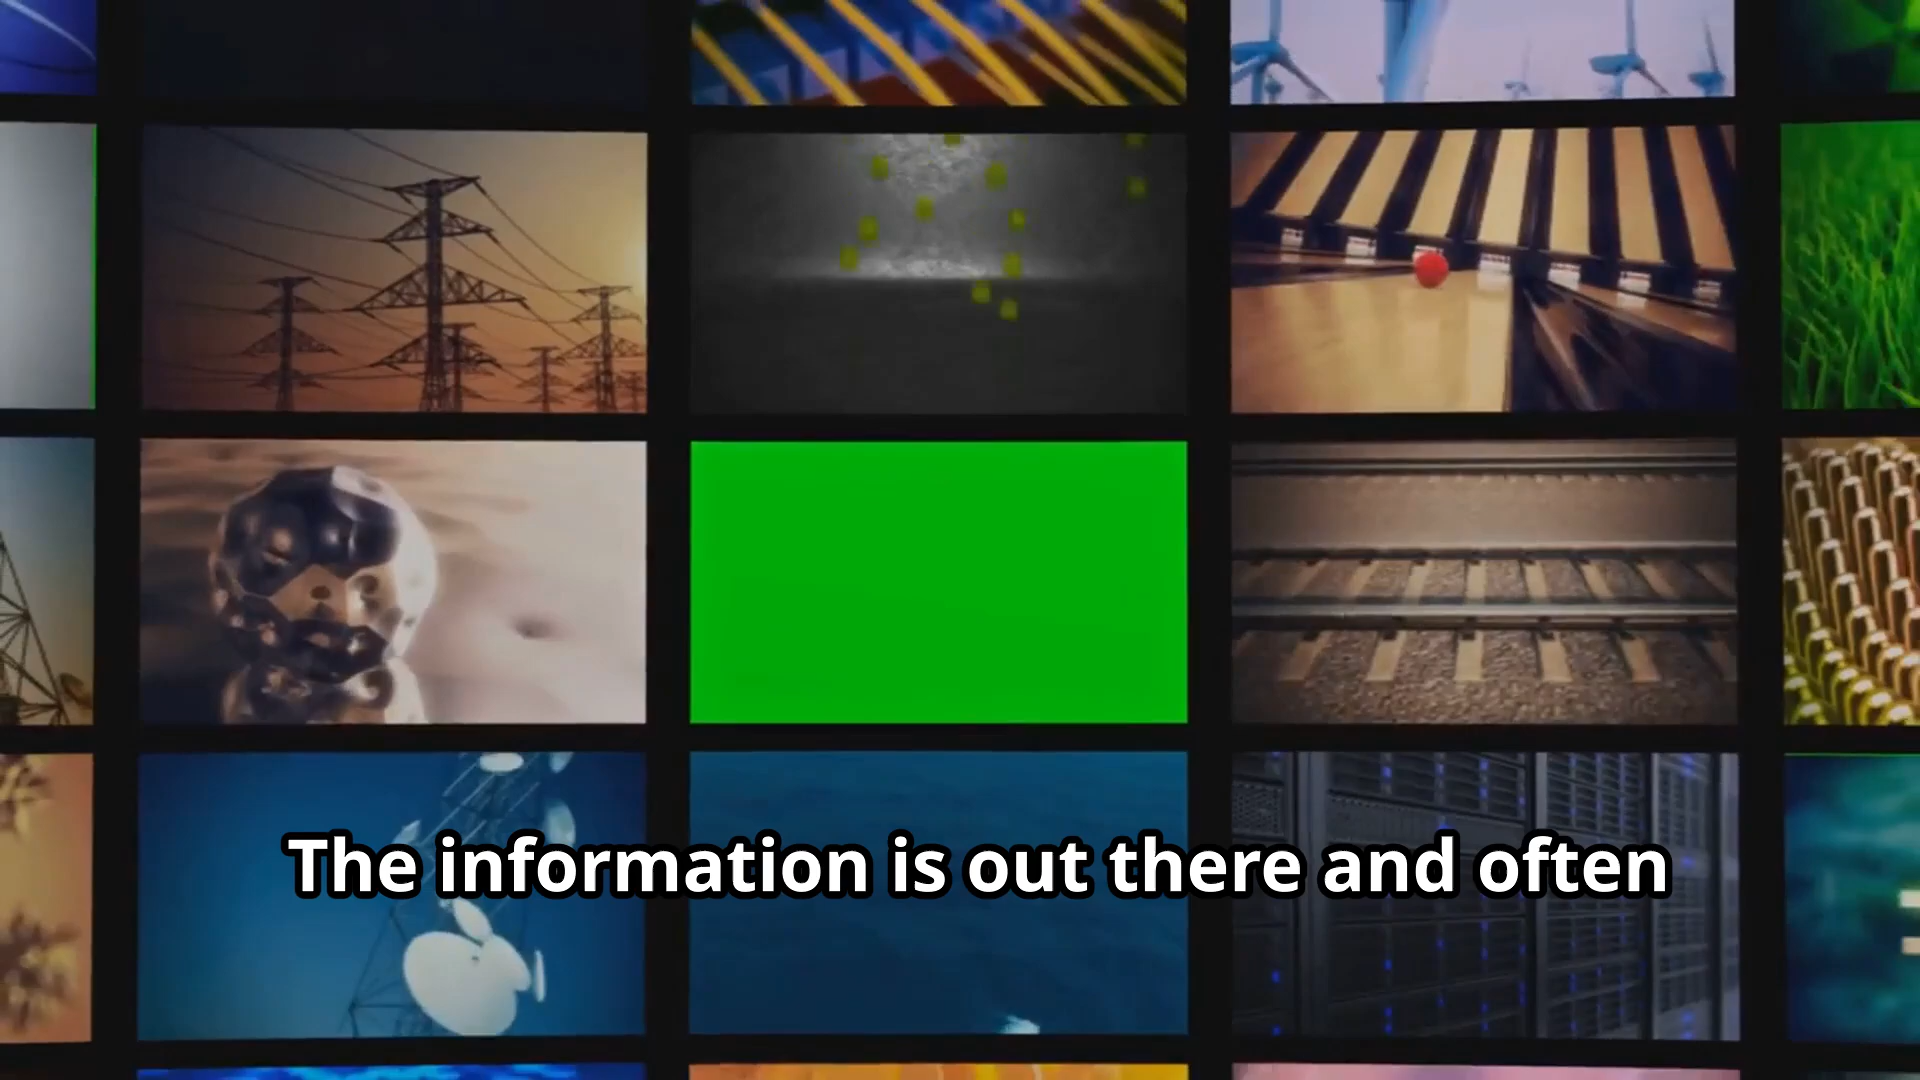 The information is out there and often